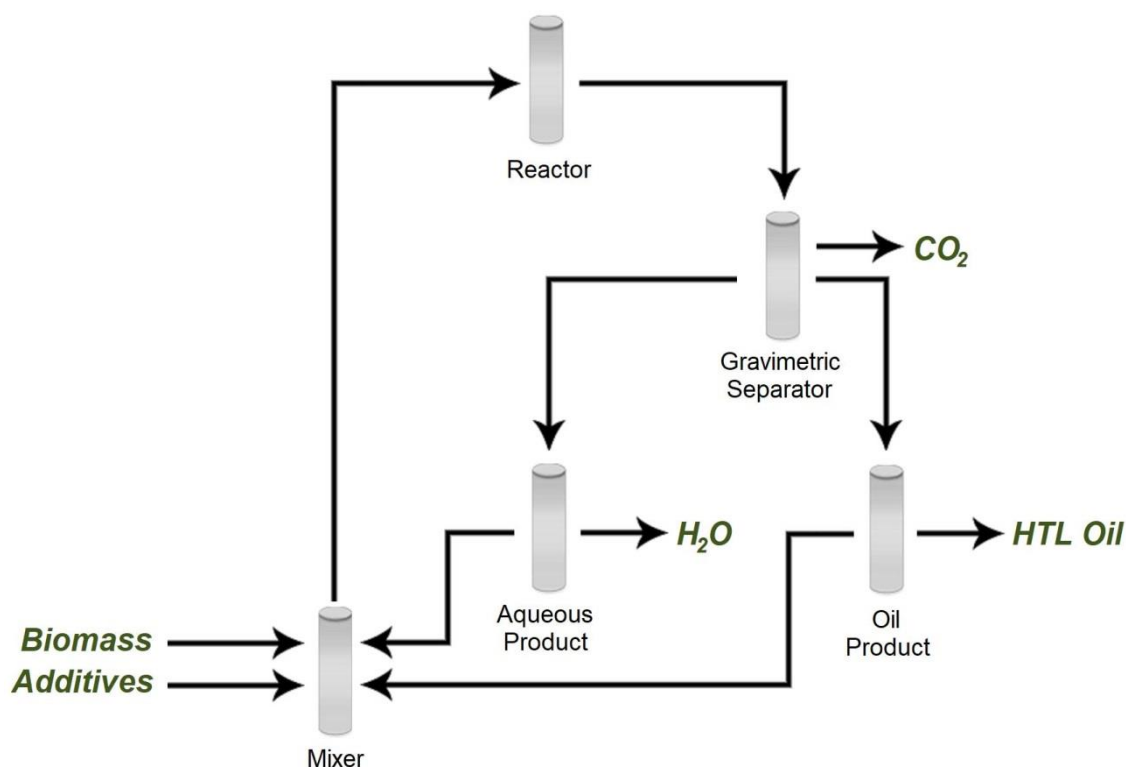 Reactor
CO₂
Gravimetric
Separator
H₂O
HTL Oil
Aqueous
Product
Oil
Product
Biomass
Additives
Mixer